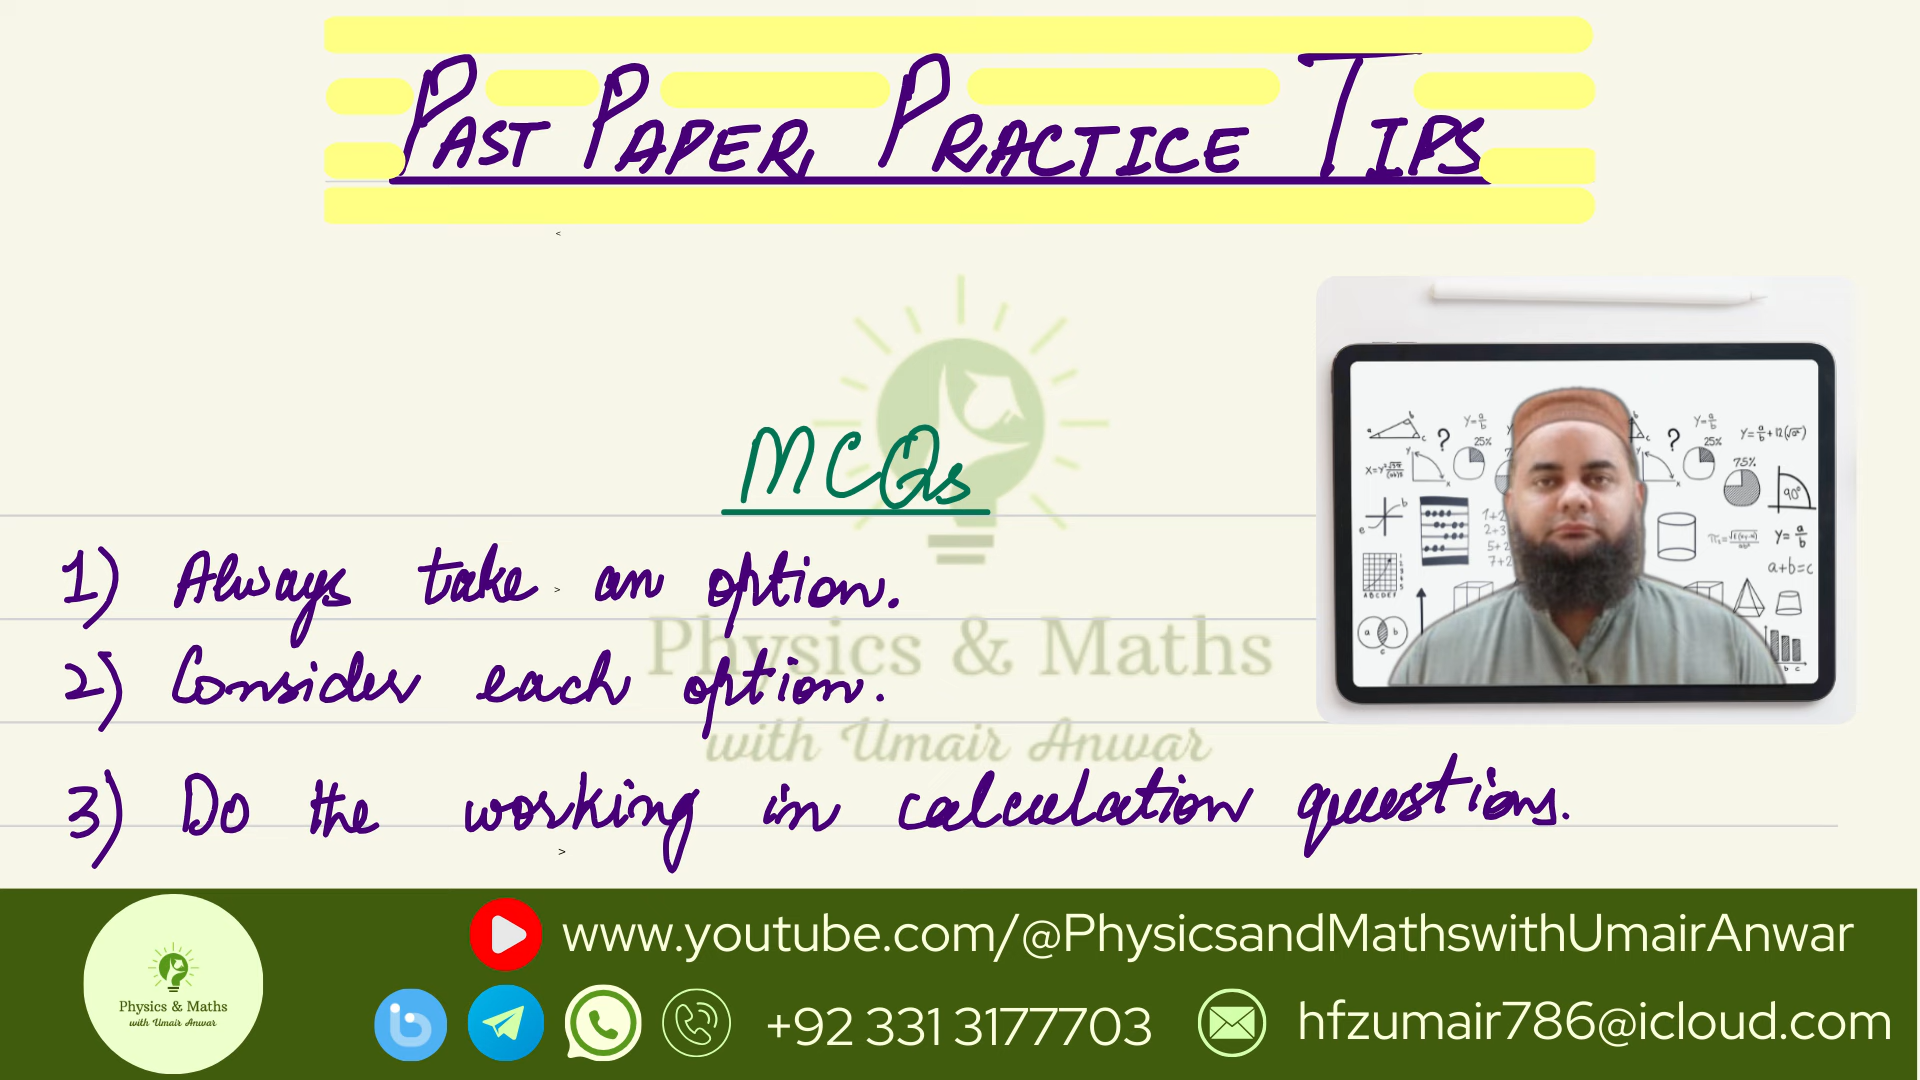 PAST PAPER PRACTICE TIPS
MCQs
1) Always take an option.
2) Consider each option.
3) Do the working in calculation questions.
Physics & Maths
with Umair Anwar
Physics & Maths
with Umair Anwar
www.youtube.com/@PhysicsandMathswithUmairAnwar
+92 331 3177703
hfzumair786@icloud.com